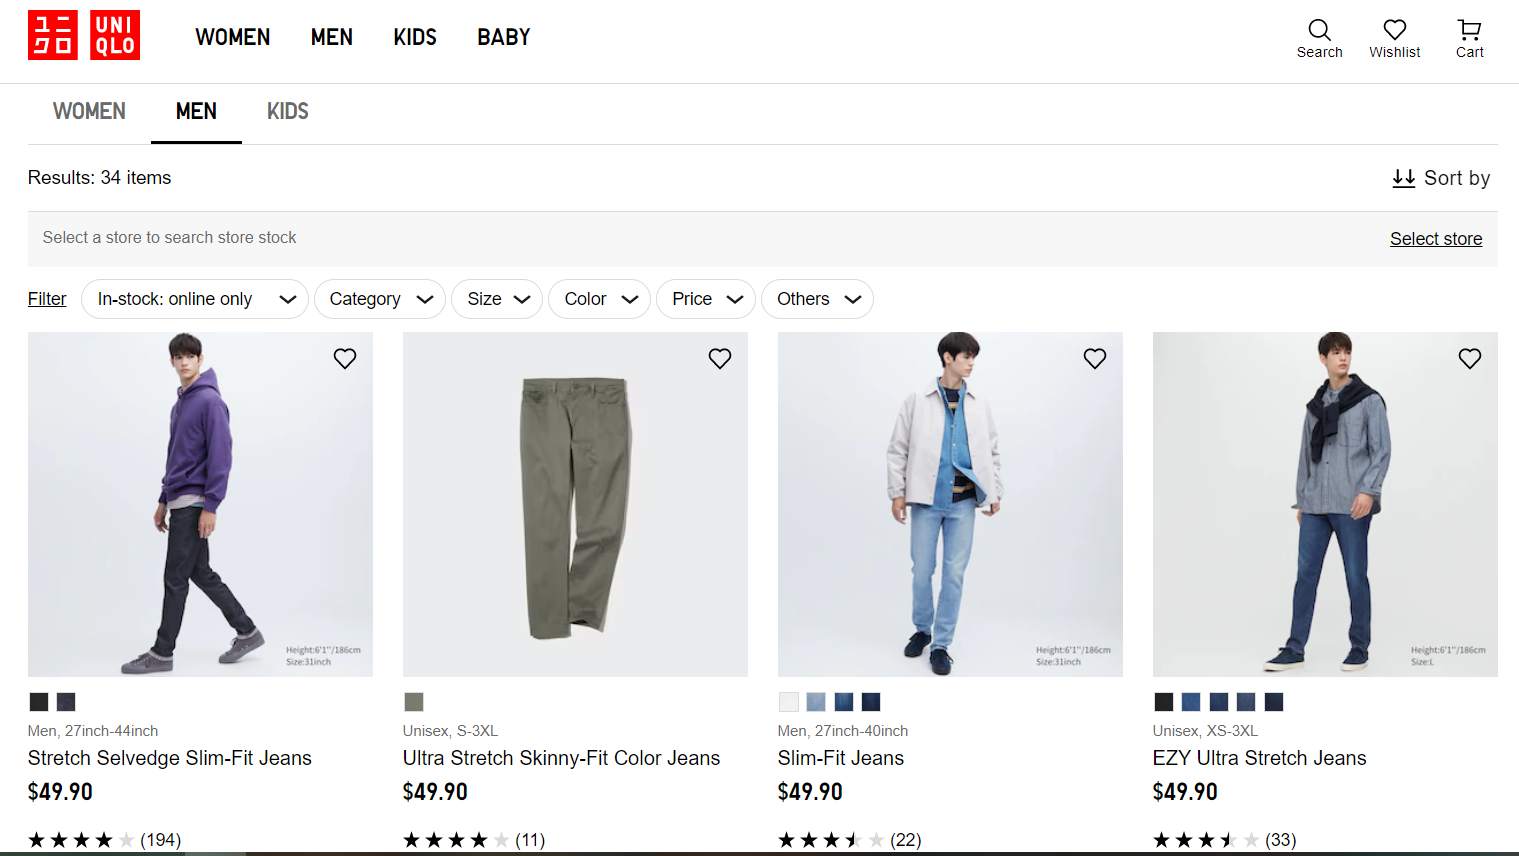 ユニ UNI
クロ QLO
WOMEN MEN KIDS BABY
Search Wishlist Cart
WOMEN MEN KIDS
Results: 34 items
Sort by
Select a store to search store stock
Select store
Filter In-stock: online only Category Size Color Price Others
Height:6'1"/186cm
Size:31inch
Height:6'1"/186cm
Size:31inch
Height:6'1"/186cm
Size:L
Men, 27inch-44inch
Stretch Selvedge Slim-Fit Jeans
$49.90
(194)
Unisex, S-3XL
Ultra Stretch Skinny-Fit Color Jeans
$49.90
(11)
Men, 27inch-40inch
Slim-Fit Jeans
$49.90
(22)
Unisex, XS-3XL
EZY Ultra Stretch Jeans
$49.90
(33)